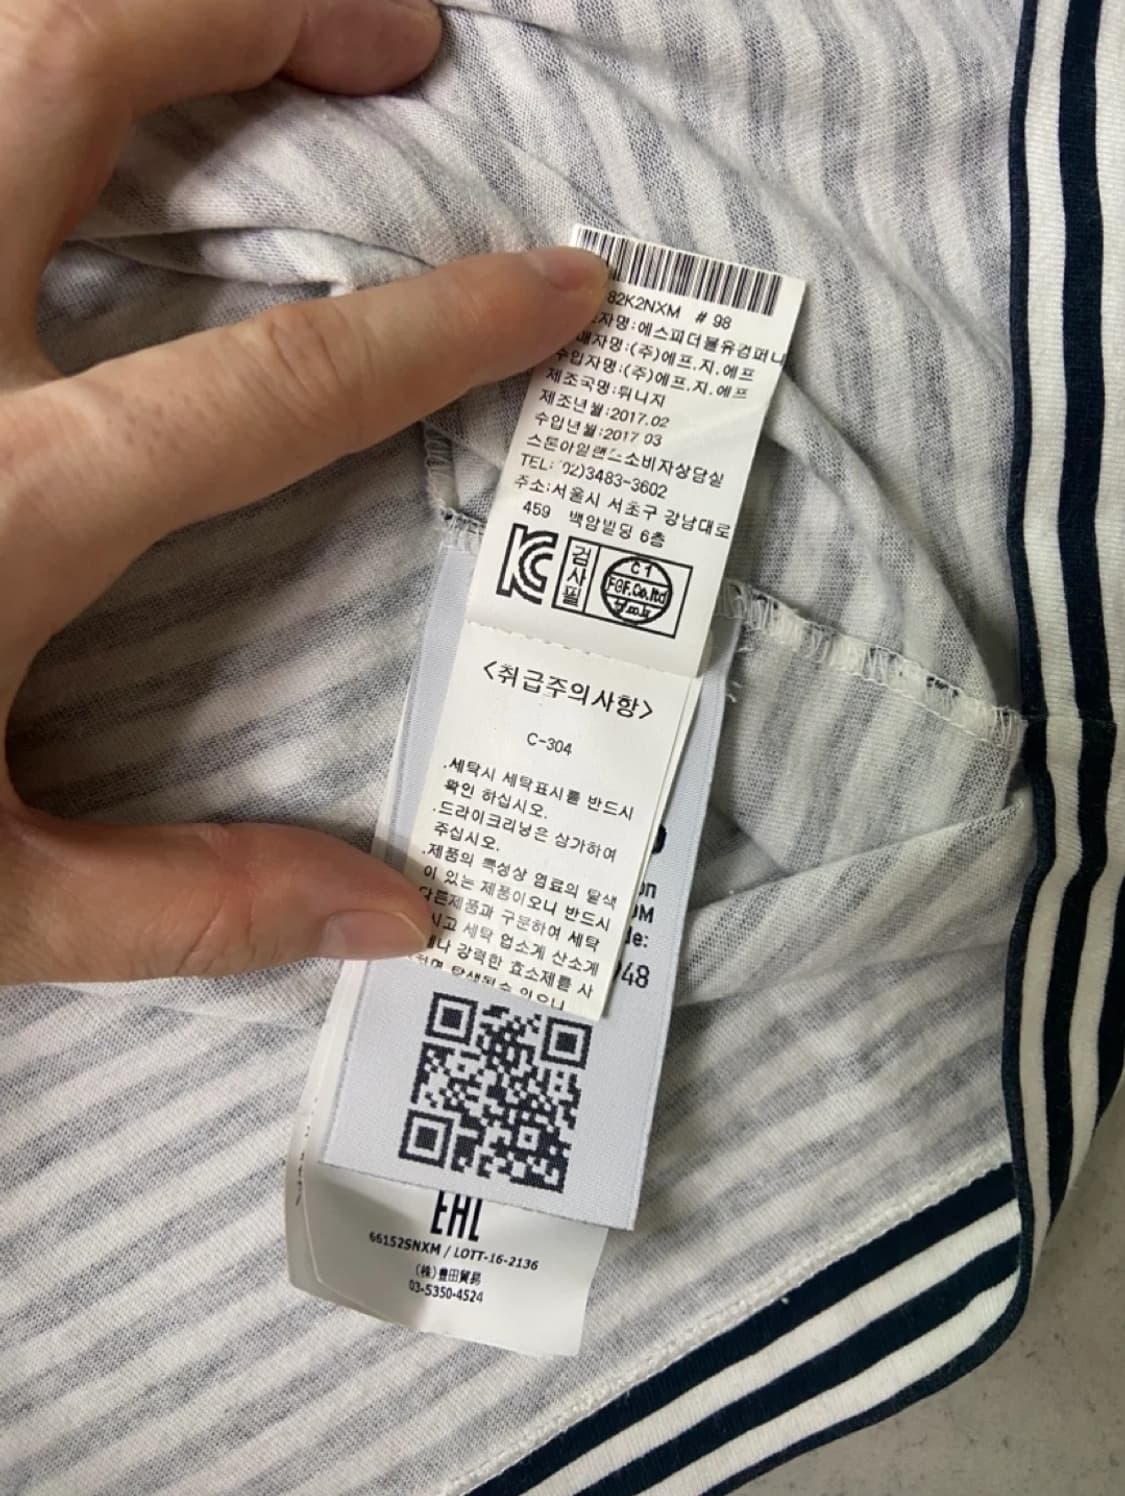 82K2NXM # 98
자명:에스피더블유컴퍼니
매자명:(주)에프.지.에프
수입자명:(주)에프.지.에프
제조국명:튀니지
제조년월:2017.02
수입년월:2017 03
스톤아일랜드소비자상담실
TEL: 02)3483-3602
주소:서울시 서초구 강남대로
459 백암빌딩 6층
KC
검사필
C1
FGF.Co.ltd
<취급주의사항>
C-304
.세탁시 세탁표시를 반드시
확인 하십시오.
.드라이크리닝은 삼가하여
주십시오.
.제품의 특성상 염료의 탈색
이 있는 제품이오니 반드시
다른제품과 구분하여 세탁
시고 세탁 업소게 산소계
제나 강력한 효소제를 사
on
OM
de:
948
EAC
66152SNXM / LOTT-16-2136
(株)豊田貿易
03-5350-4524